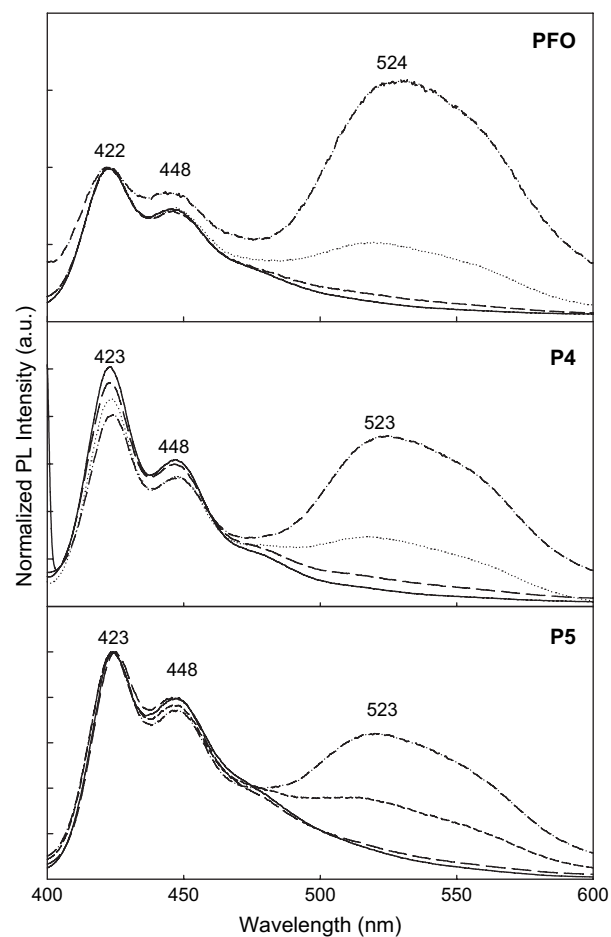 PFO
524
422
448
P4
423
448
523
P5
423
448
523
Normalized PL Intensity (a.u.)
400 450 500 550 600
Wavelength (nm)